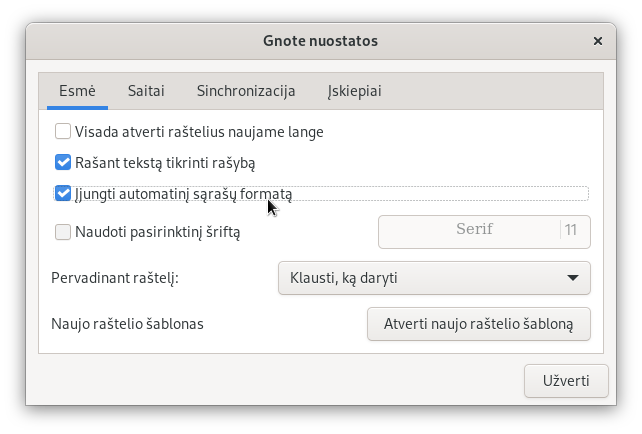 Gnote nuostatos
Esmė Saitai Sinchronizacija Įskiepiai
Visada atverti raštelius naujame lange
Rašant tekstą tikrinti rašybą
Įjungti automatinį sąrašų formatą
Naudoti pasirinktinį šriftą Serif 11
Pervadinant raštelį: Klausti, ką daryti
Naujo raštelio šablonas Atverti naujo raštelio šabloną
Užverti